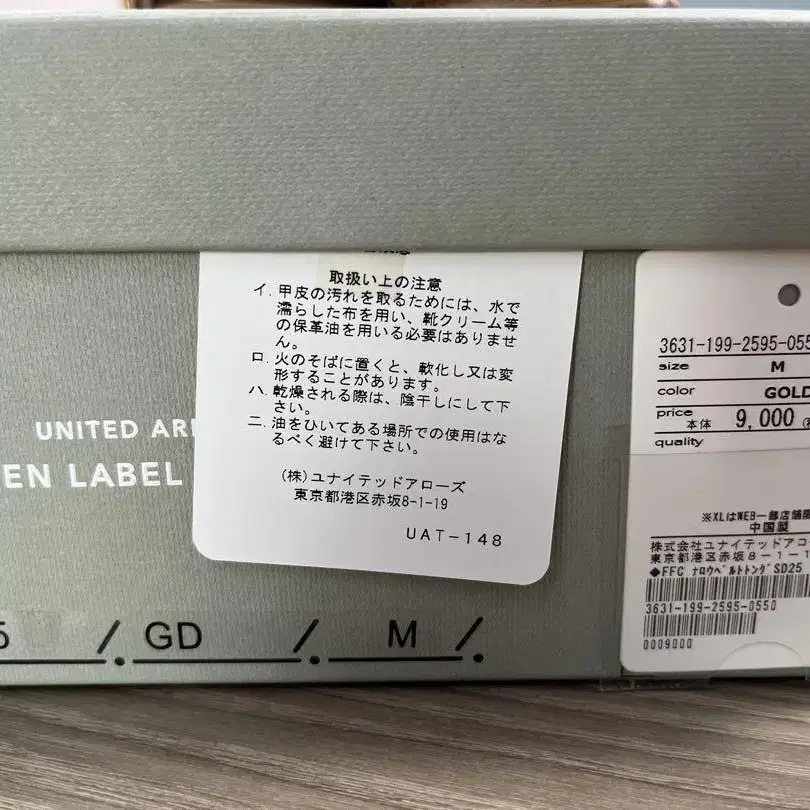 取扱い上の注意
イ. 甲皮の汚れを取るためには、水で
濡らした布を用い、靴クリーム等
の保革油を用いる必要はありませ
ん。
ロ. 火のそばに置くと、軟化し又は変
形することがあります。
ハ. 乾燥される際は、陰干しにして下
さい。
ニ. 油をひいてある場所での使用はな
るべく避けて下さい。
(株)ユナイテッドアローズ
東京都港区赤坂8-1-19
UAT-148
UNITED AR
EN LABEL
5 / . GD / . M / .
3631-199-2595-055
size M
color GOLD
price 本体 9,000
quality
※XLはWEB一部店舗限
中国製
株式会社ユナイテッドアロー
東京都港区赤坂8-1-1
◆FFC ナロウベルトトング SD25
3631-199-2595-0550
0009000